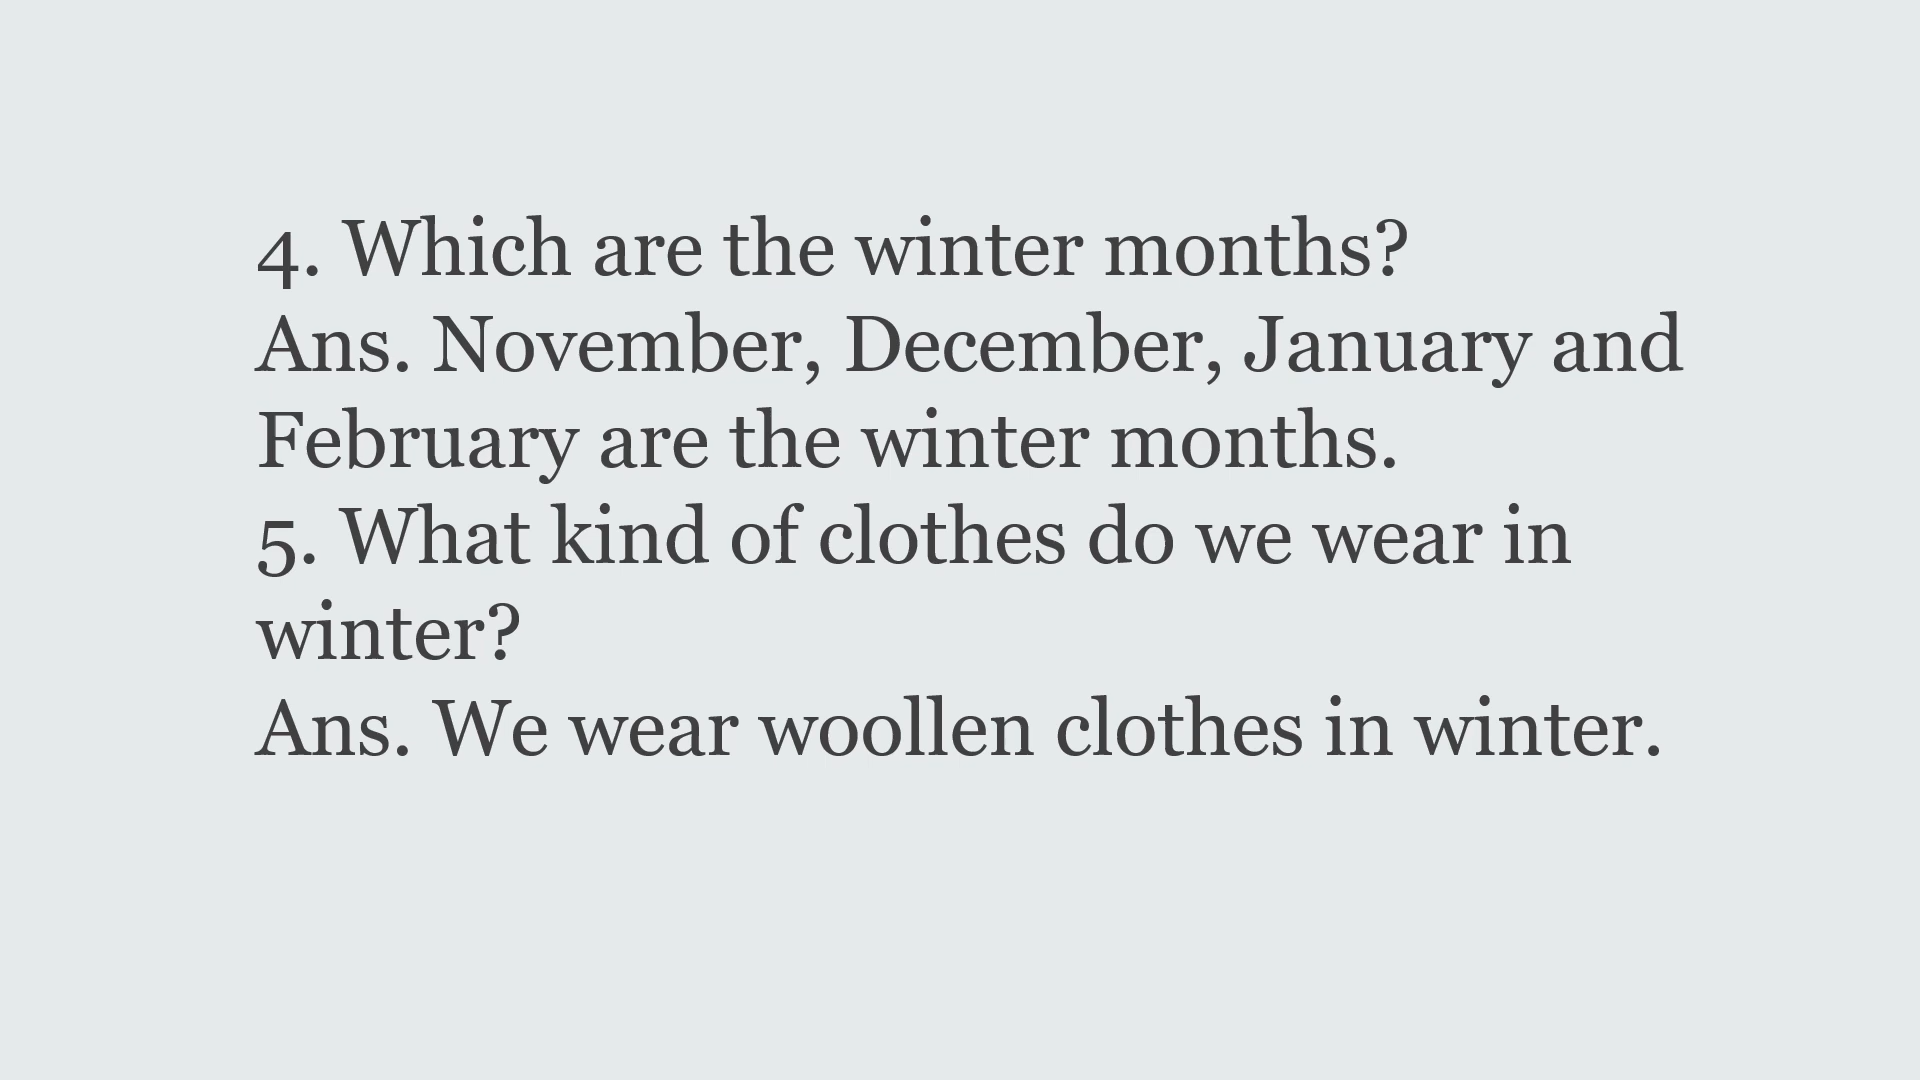 4. Which are the winter months?
Ans. November, December, January and
February are the winter months.
5. What kind of clothes do we wear in
winter?
Ans. We wear woollen clothes in winter.